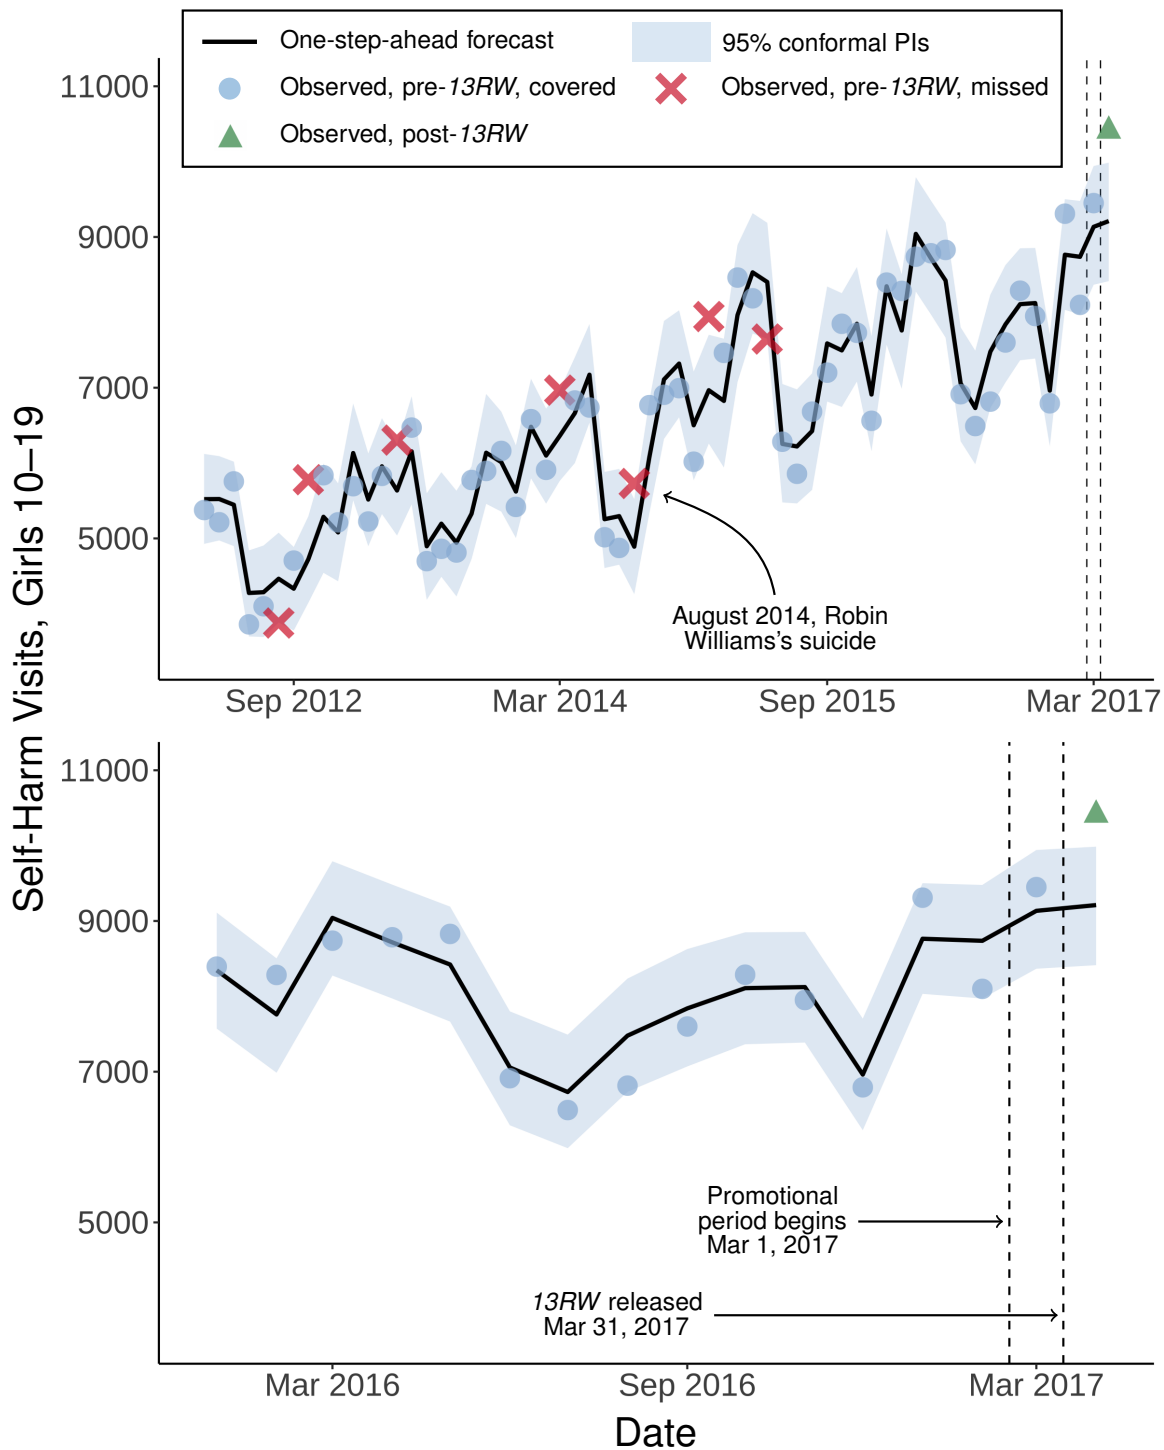 One-step-ahead forecast
95% conformal PIs
Observed, pre-13RW, covered
Observed, pre-13RW, missed
Observed, post-13RW
Self-Harm Visits, Girls 10–19
11000
9000
7000
5000
August 2014, Robin
Williams's suicide
Sep 2012
Mar 2014
Sep 2015
Mar 2017
11000
9000
7000
5000
Promotional
period begins
Mar 1, 2017
13RW released
Mar 31, 2017
Mar 2016
Sep 2016
Mar 2017
Date